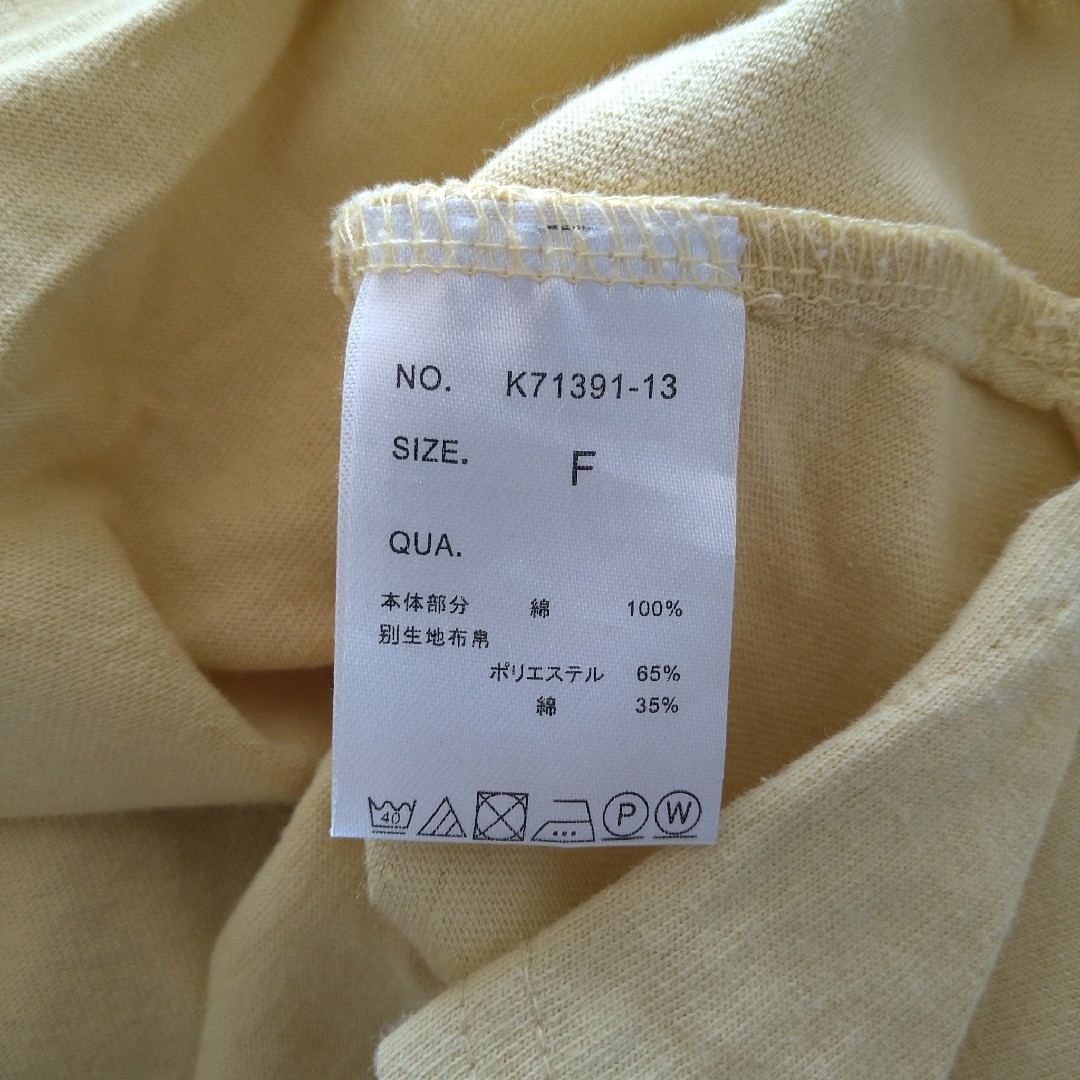 NO. K71391-13
SIZE. F
QUA.
本体部分 綿 100%
別生地布帛
ポリエステル 65%
綿 35%
40
P W